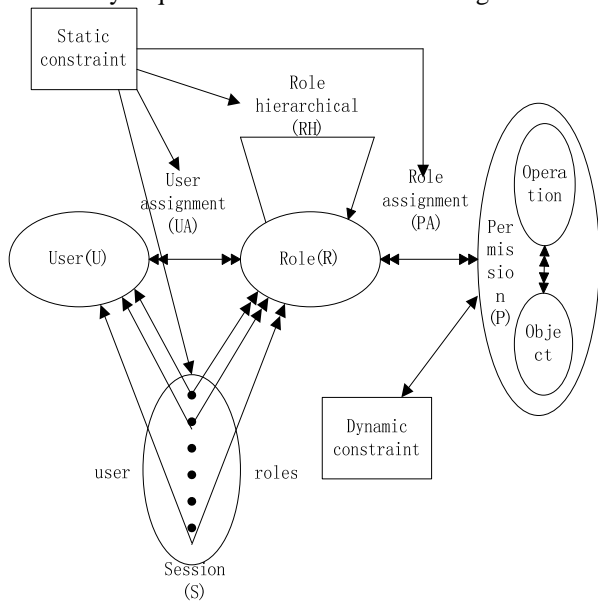 Static
constraint
Role
hierarchical
(RH)
User
assignment
(UA)
Role
assignment
(PA)
Opera
tion
Per
mis
sio
n
(P)
User(U)
Role(R)
Obje
ct
Dynamic
constraint
user
roles
Session
(S)